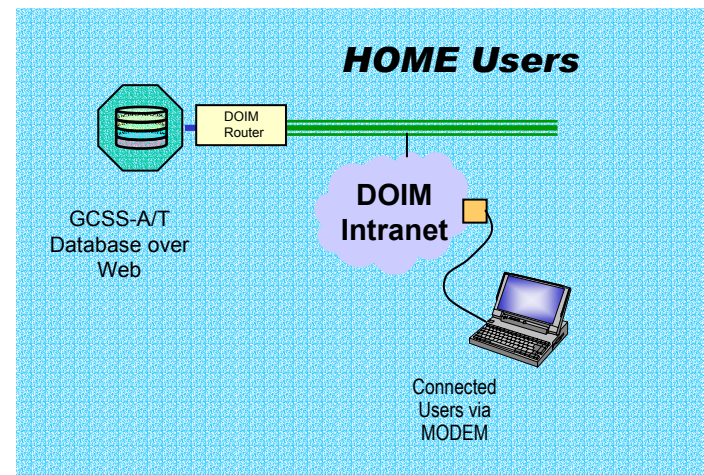 HOME Users
DOIM
Router
DOIM
Intranet
GCSS-A/T
Database over
Web
Connected
Users via
MODEM